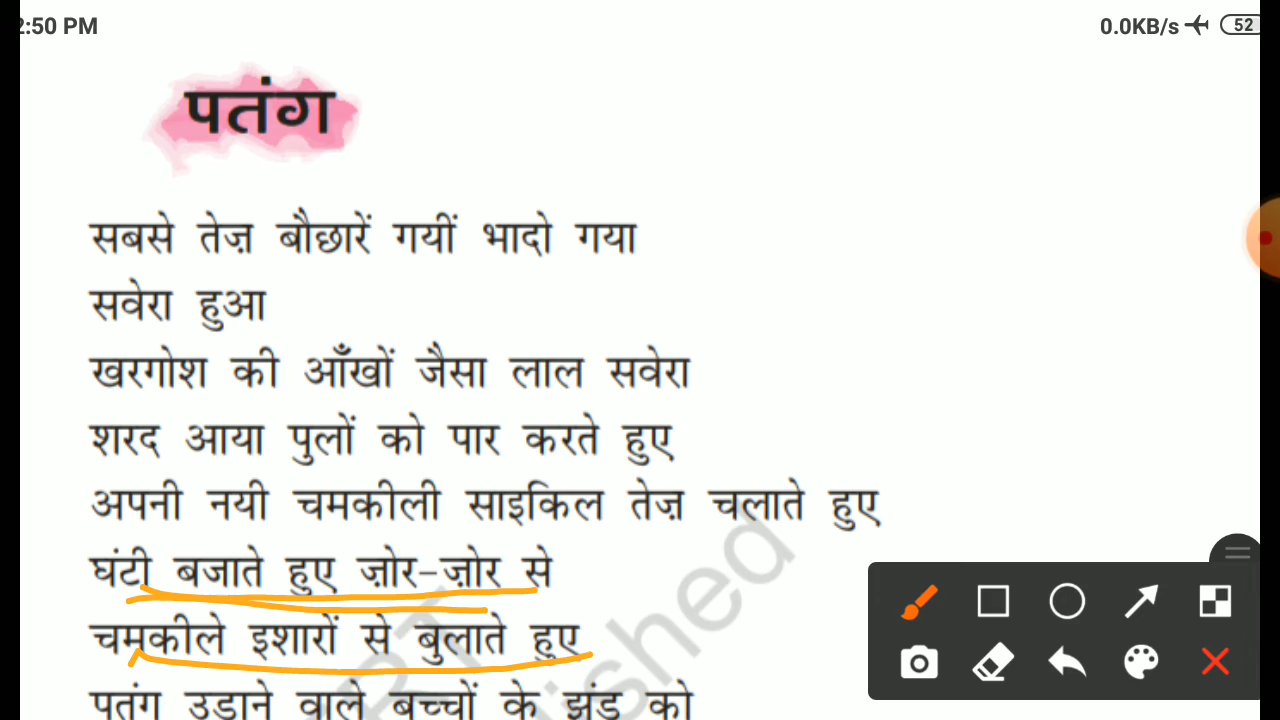 2:50 PM
0.0KB/s 52
पतंग
सबसे तेज़ बौछारें गयीं भादो गया
सवेरा हुआ
खरगोश की आँखों जैसा लाल सवेरा
शरद आया पुलों को पार करते हुए
अपनी नयी चमकीली साइकिल तेज़ चलाते हुए
घंटी बजाते हुए ज़ोर-ज़ोर से
चमकीले इशारों से बुलाते हुए
पतंग उड़ाने वाले बच्चों के झुंड को